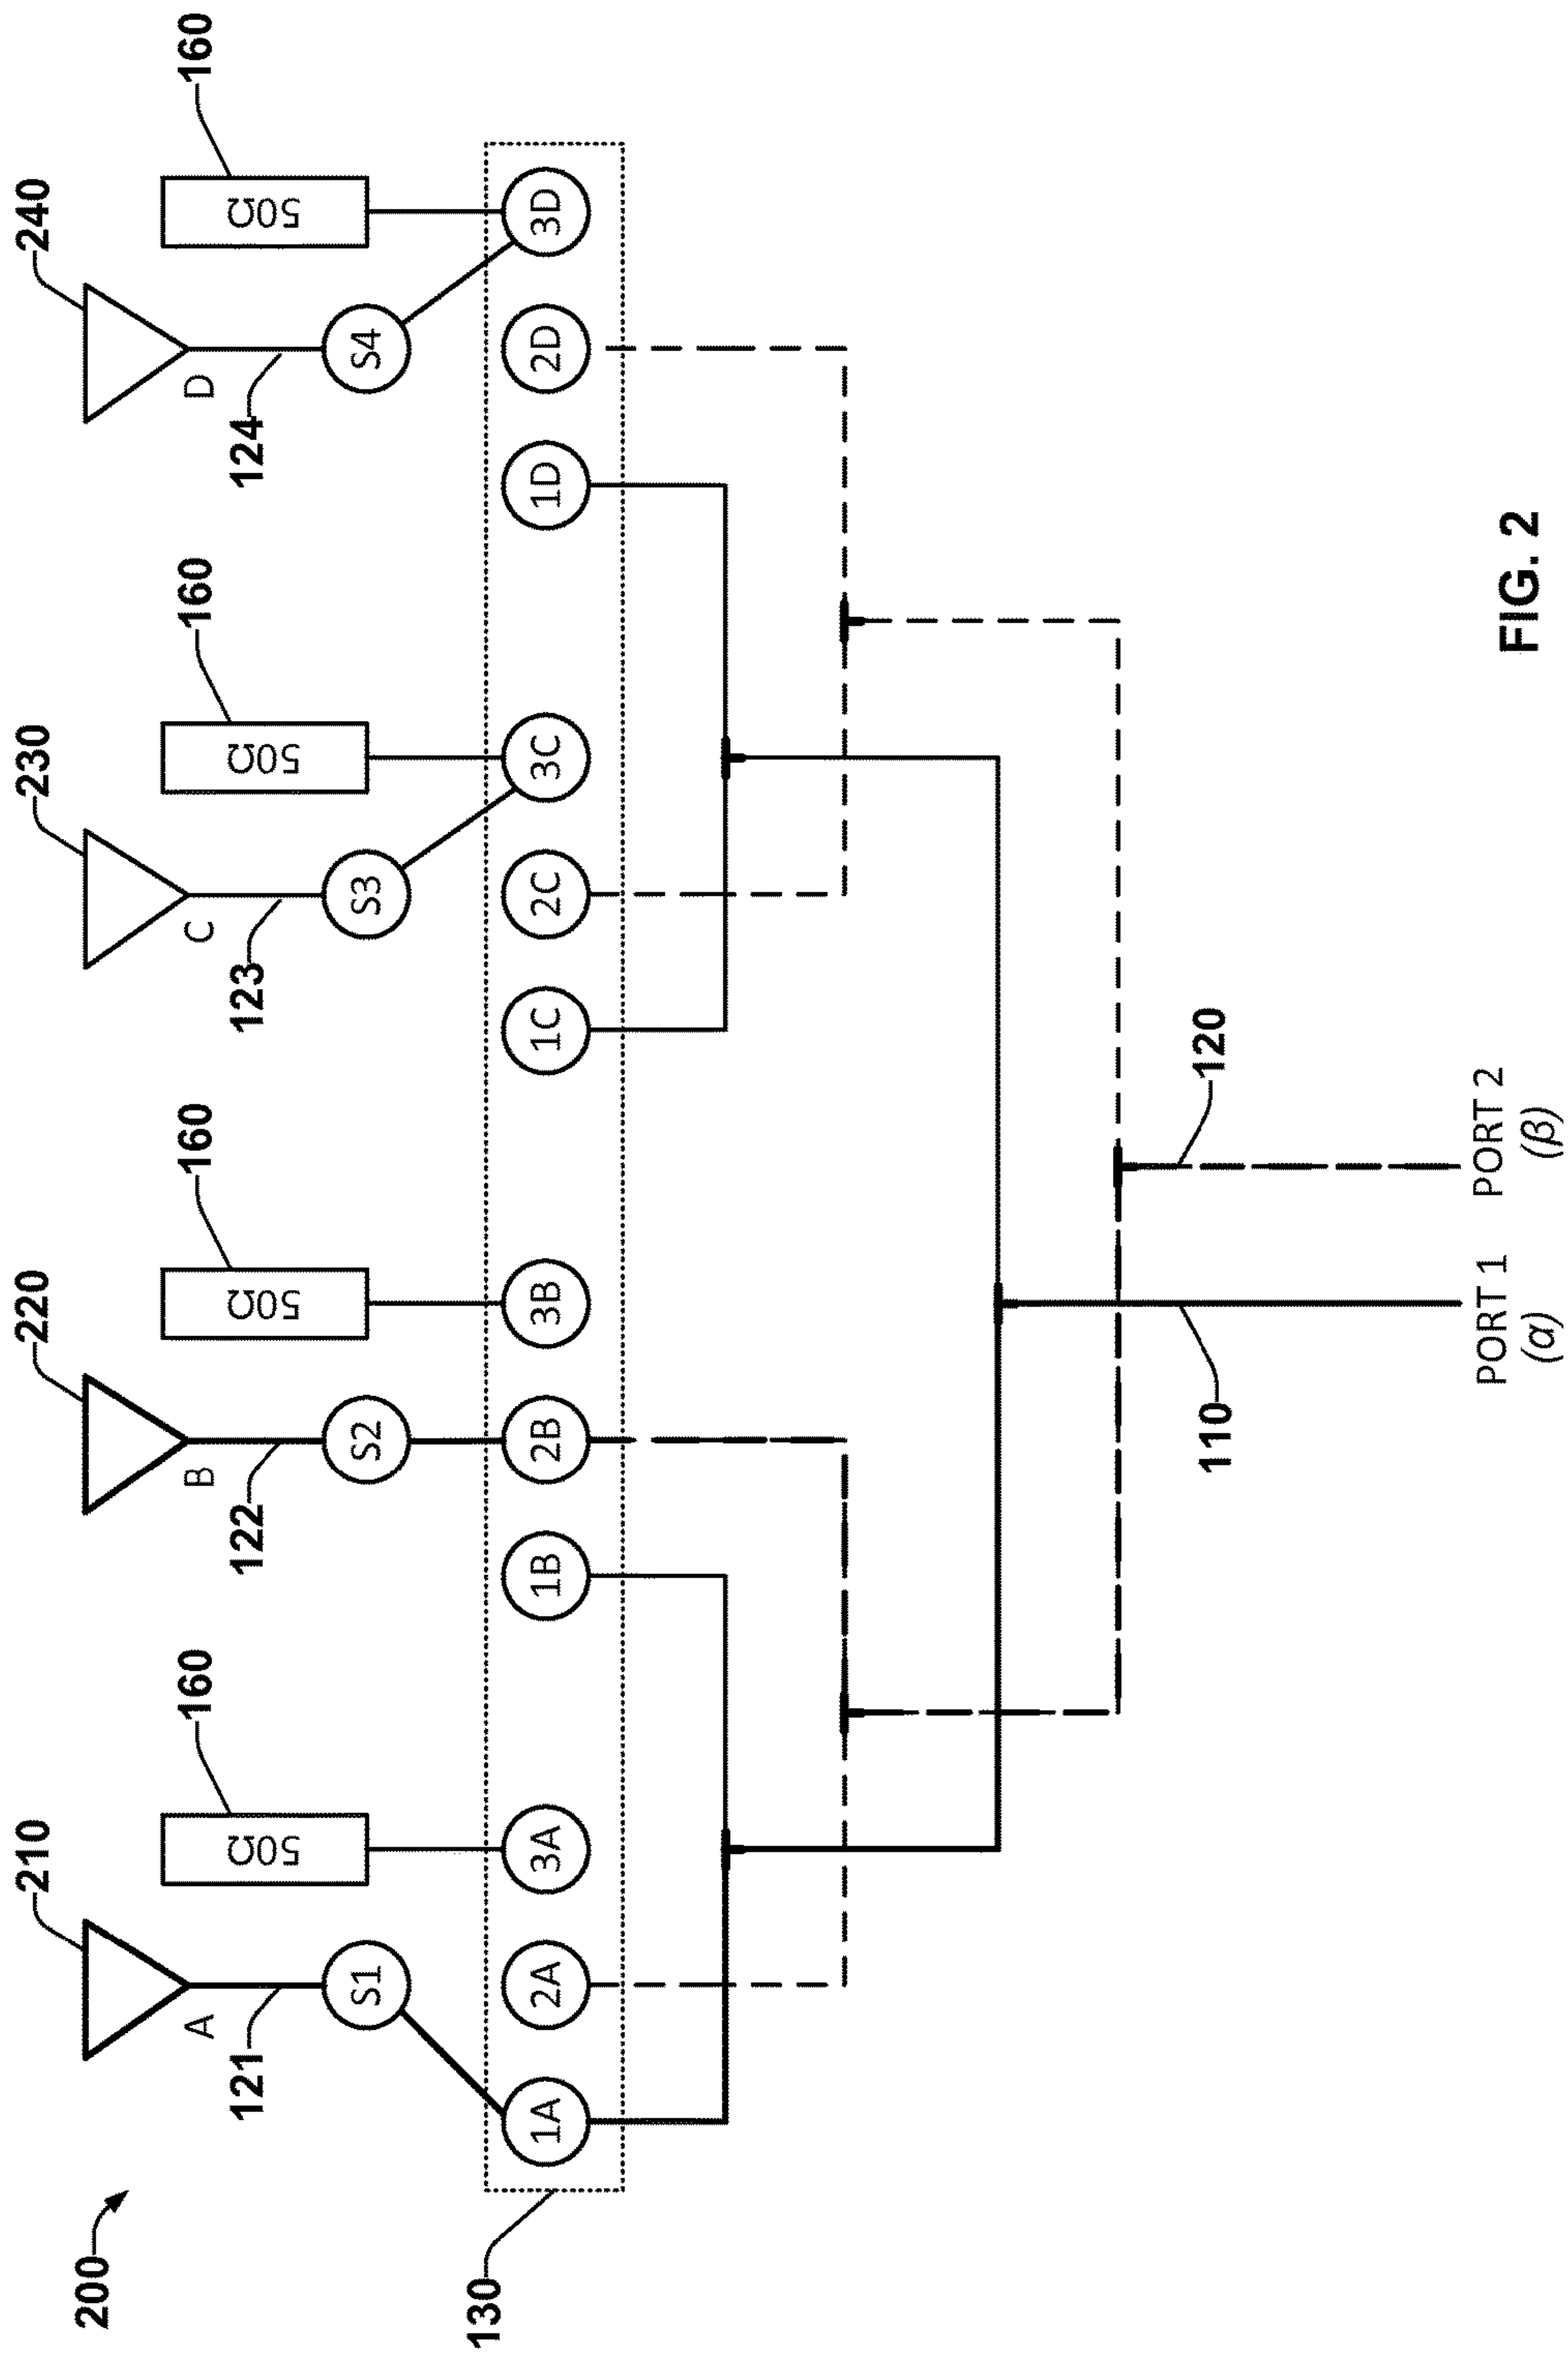 200
210
160
220
160
230
160
240
160
A
50Ω
B
50Ω
C
50Ω
D
50Ω
121
122
123
124
S1
S2
S3
S4
130
1A
2A
3A
1B
2B
3B
1C
2C
3C
1D
2D
3D
110
120
PORT 1
(α)
PORT 2
(β)
FIG. 2